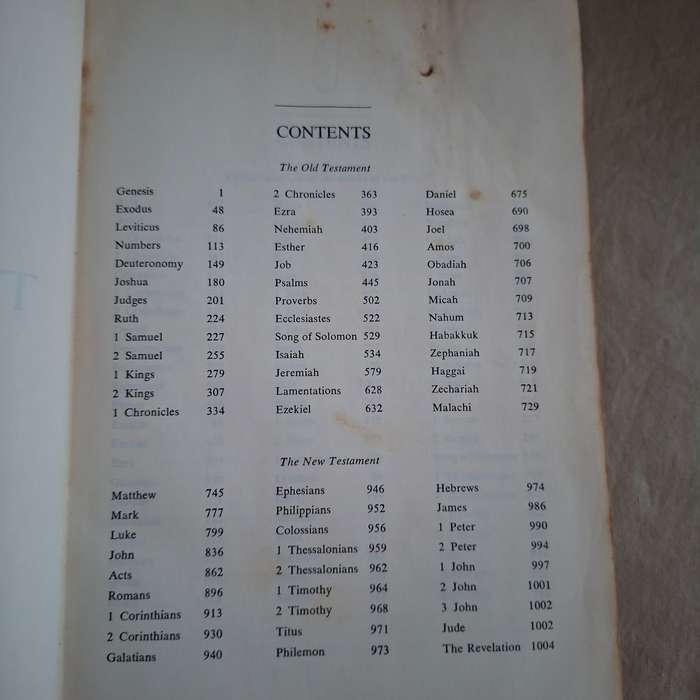 CONTENTS
The Old Testament
Genesis 1
Exodus 48
Leviticus 86
Numbers 113
Deuteronomy 149
Joshua 180
Judges 201
Ruth 224
1 Samuel 227
2 Samuel 255
1 Kings 279
2 Kings 307
1 Chronicles 334
2 Chronicles 363
Ezra 393
Nehemiah 403
Esther 416
Job 423
Psalms 445
Proverbs 502
Ecclesiastes 522
Song of Solomon 529
Isaiah 534
Jeremiah 579
Lamentations 628
Ezekiel 632
Daniel 675
Hosea 690
Joel 698
Amos 700
Obadiah 706
Jonah 707
Micah 709
Nahum 713
Habakkuk 715
Zephaniah 717
Haggai 719
Zechariah 721
Malachi 729
The New Testament
Matthew 745
Mark 777
Luke 799
John 836
Acts 862
Romans 896
1 Corinthians 913
2 Corinthians 930
Galatians 940
Ephesians 946
Philippians 952
Colossians 956
1 Thessalonians 959
2 Thessalonians 962
1 Timothy 964
2 Timothy 968
Titus 971
Philemon 973
Hebrews 974
James 986
1 Peter 990
2 Peter 994
1 John 997
2 John 1001
3 John 1002
Jude 1002
The Revelation 1004